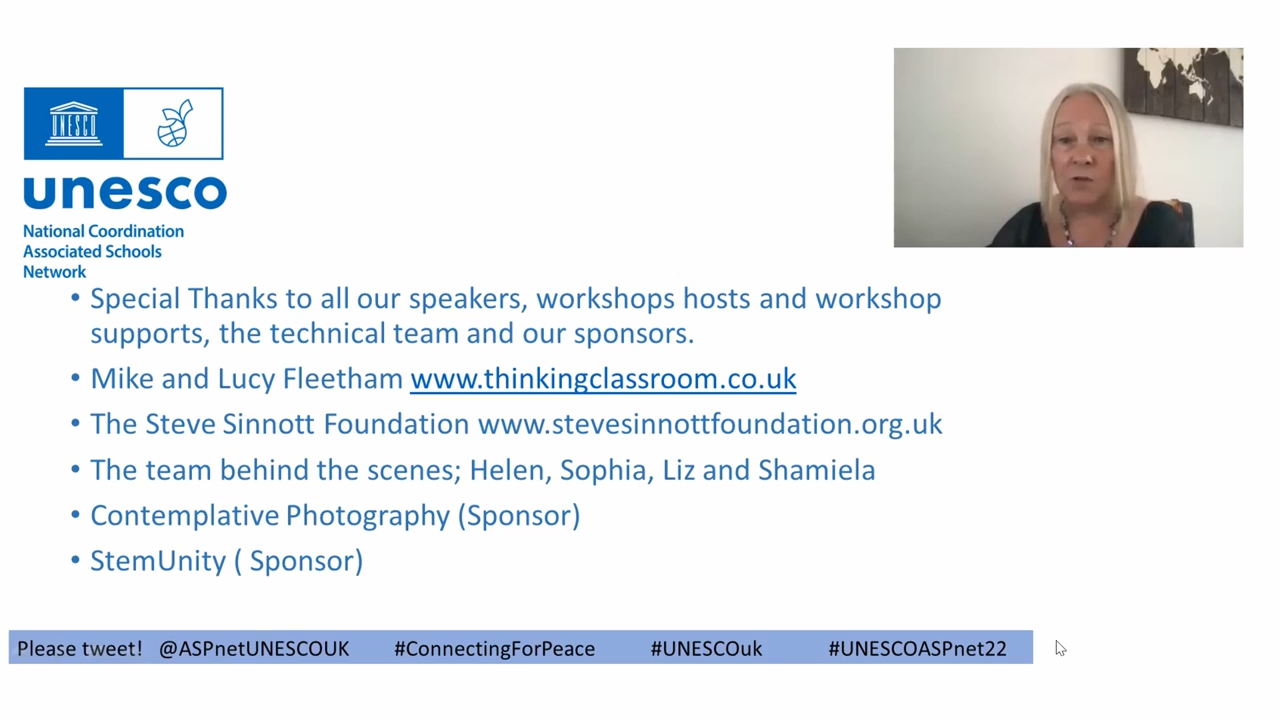 UNESCO
unesco
National Coordination
Associated Schools
Network
• Special Thanks to all our speakers, workshops hosts and workshop
supports, the technical team and our sponsors.
• Mike and Lucy Fleetham www.thinkingclassroom.co.uk
• The Steve Sinnott Foundation www.stevesinnottfoundation.org.uk
• The team behind the scenes; Helen, Sophia, Liz and Shamiela
• Contemplative Photography (Sponsor)
• StemUnity ( Sponsor)
Please tweet! @ASPnetUNESCOUK #ConnectingForPeace #UNESCOuk #UNESCOASPnet22